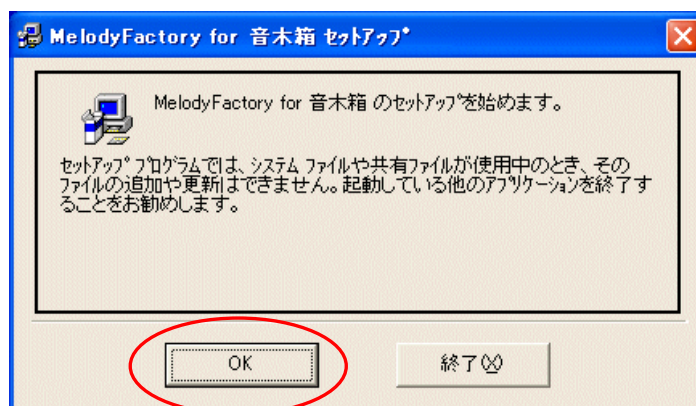 MelodyFactory for 音木箱 ｾｯﾄｱｯﾌﾟ
MelodyFactory for 音木箱 のｾｯﾄｱｯﾌﾟを始めます。
ｾｯﾄｱｯﾌﾟ ﾌﾟﾛｸﾞﾗﾑでは、ｼｽﾃﾑ ﾌｧｲﾙや共有ﾌｧｲﾙが使用中のとき、その
ﾌｧｲﾙの追加や更新はできません。起動している他のｱﾌﾟﾘｹｰｼｮﾝを終了す
ることをお勧めします。
OK
終了(X)